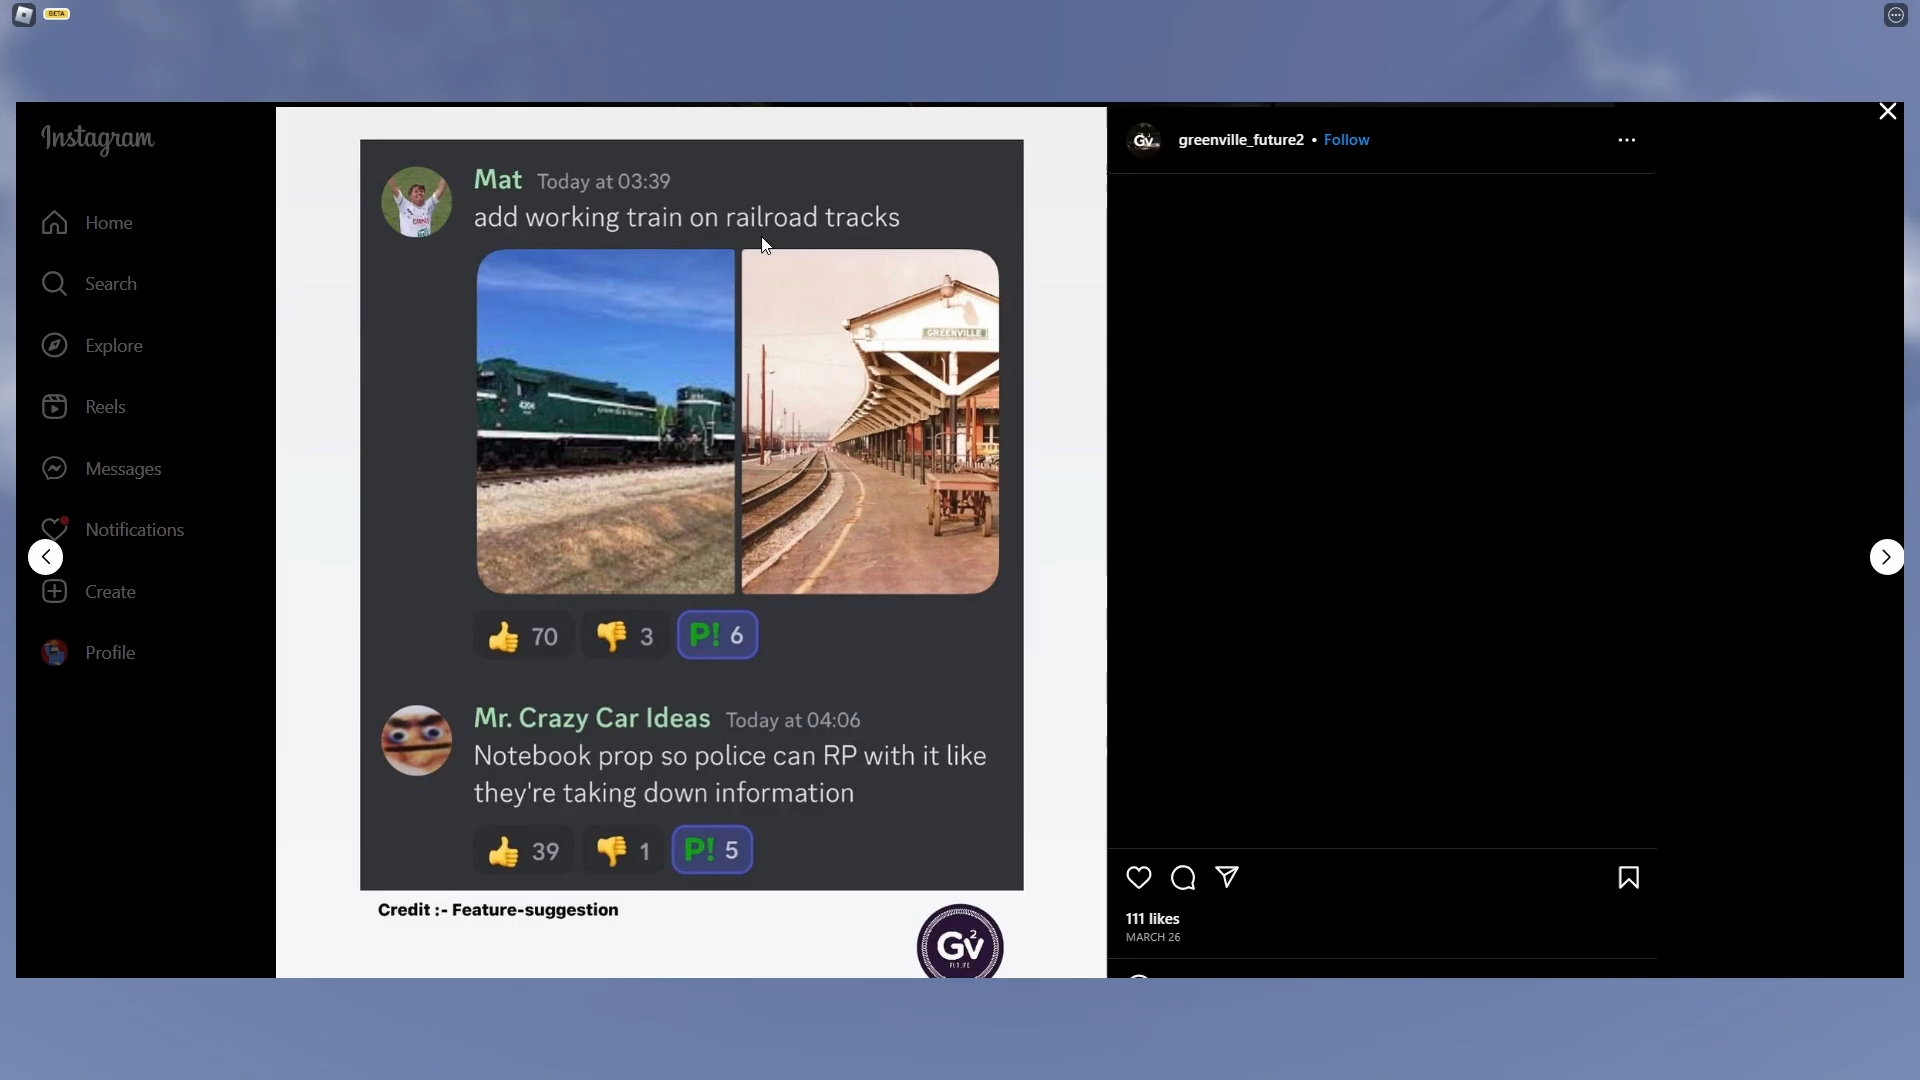 BETA
Instagram
Home
Search
Explore
Reels
Messages
Notifications
Create
Profile
Mat Today at 03:39
add working train on railroad tracks
GREENVILLE
👍 70 👎 3 P! 6
Mr. Crazy Car Ideas Today at 04:06
Notebook prop so police can RP with it like
they're taking down information
👍 39 👎 1 P! 5
Credit :- Feature-suggestion
Gv2
Gv
greenville_future2 • Follow
111 likes
MARCH 26